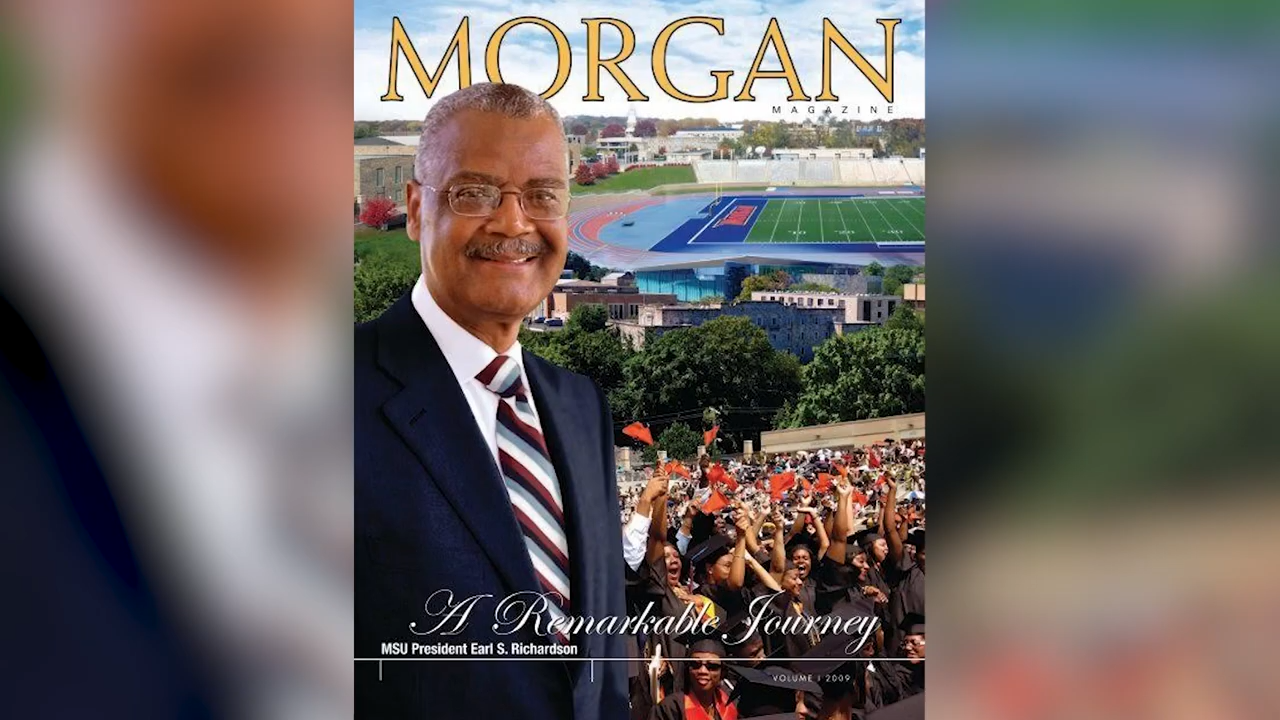 MORGAN
MAGAZINE
A Remarkable Journey
MSU President Earl S. Richardson
VOLUME I 2009